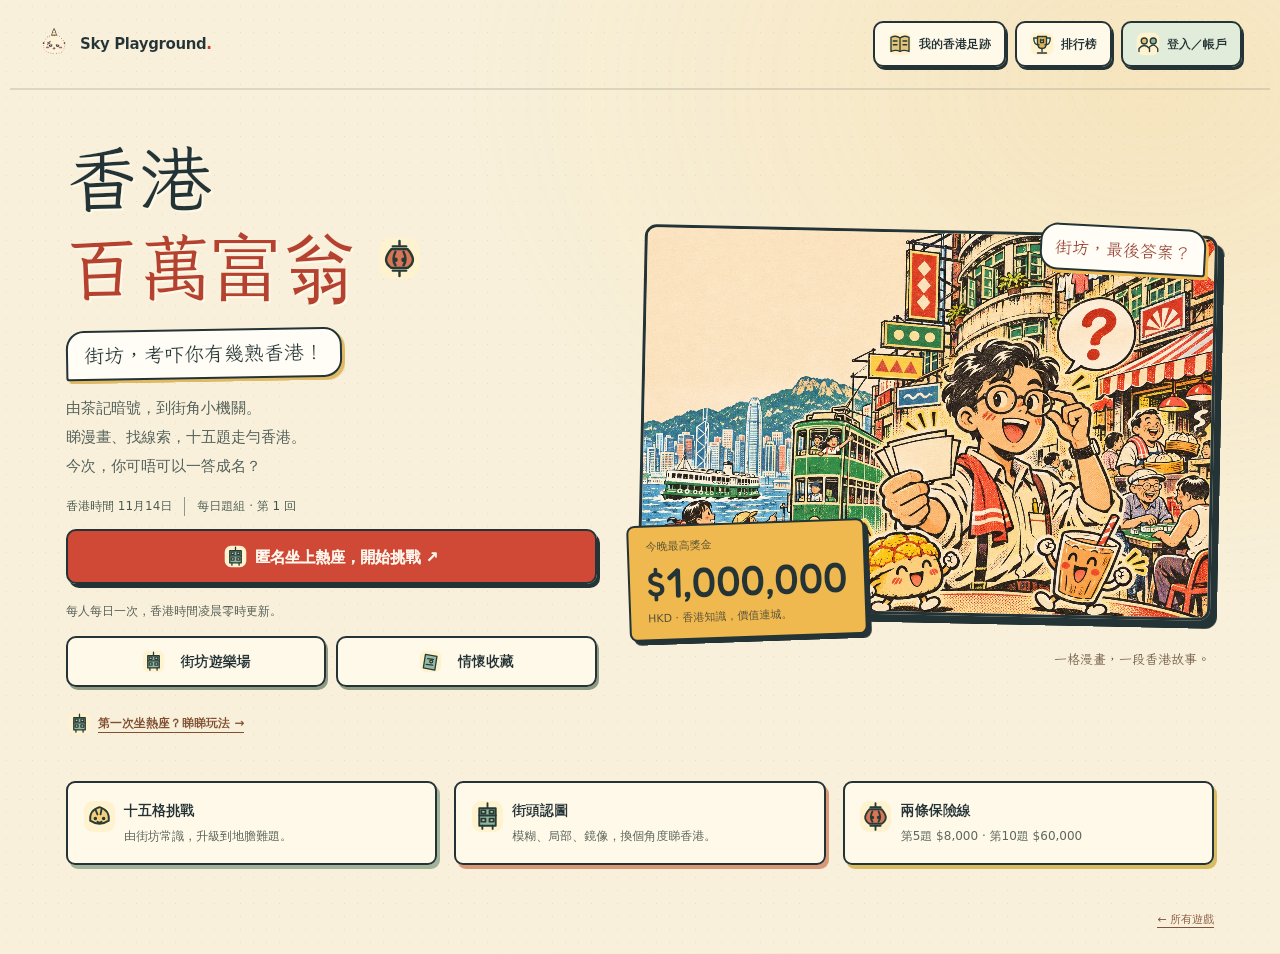 Sky Playground.
我的香港足跡
排行榜
登入／帳戶
香港
百萬富翁
街坊，考吓你有幾熟香港！
由茶記暗號，到街角小機關。
睇漫畫、找線索，十五題走勻香港。
今次，你可唔可以一答成名？
香港時間 11月14日
每日題組 · 第 1 回
匿名坐上熱座，開始挑戰 ↗
每人每日一次，香港時間凌晨零時更新。
街坊遊樂場
情懷收藏
第一次坐熱座？睇睇玩法 →
街坊，最後答案？
?
今晚最高獎金
$1,000,000
HKD · 香港知識，價值連城。
一格漫畫，一段香港故事。
十五格挑戰
由街坊常識，升級到地膽難題。
街頭認圖
模糊、局部、鏡像，換個角度睇香港。
兩條保險線
第5題 $8,000 · 第10題 $60,000
← 所有遊戲